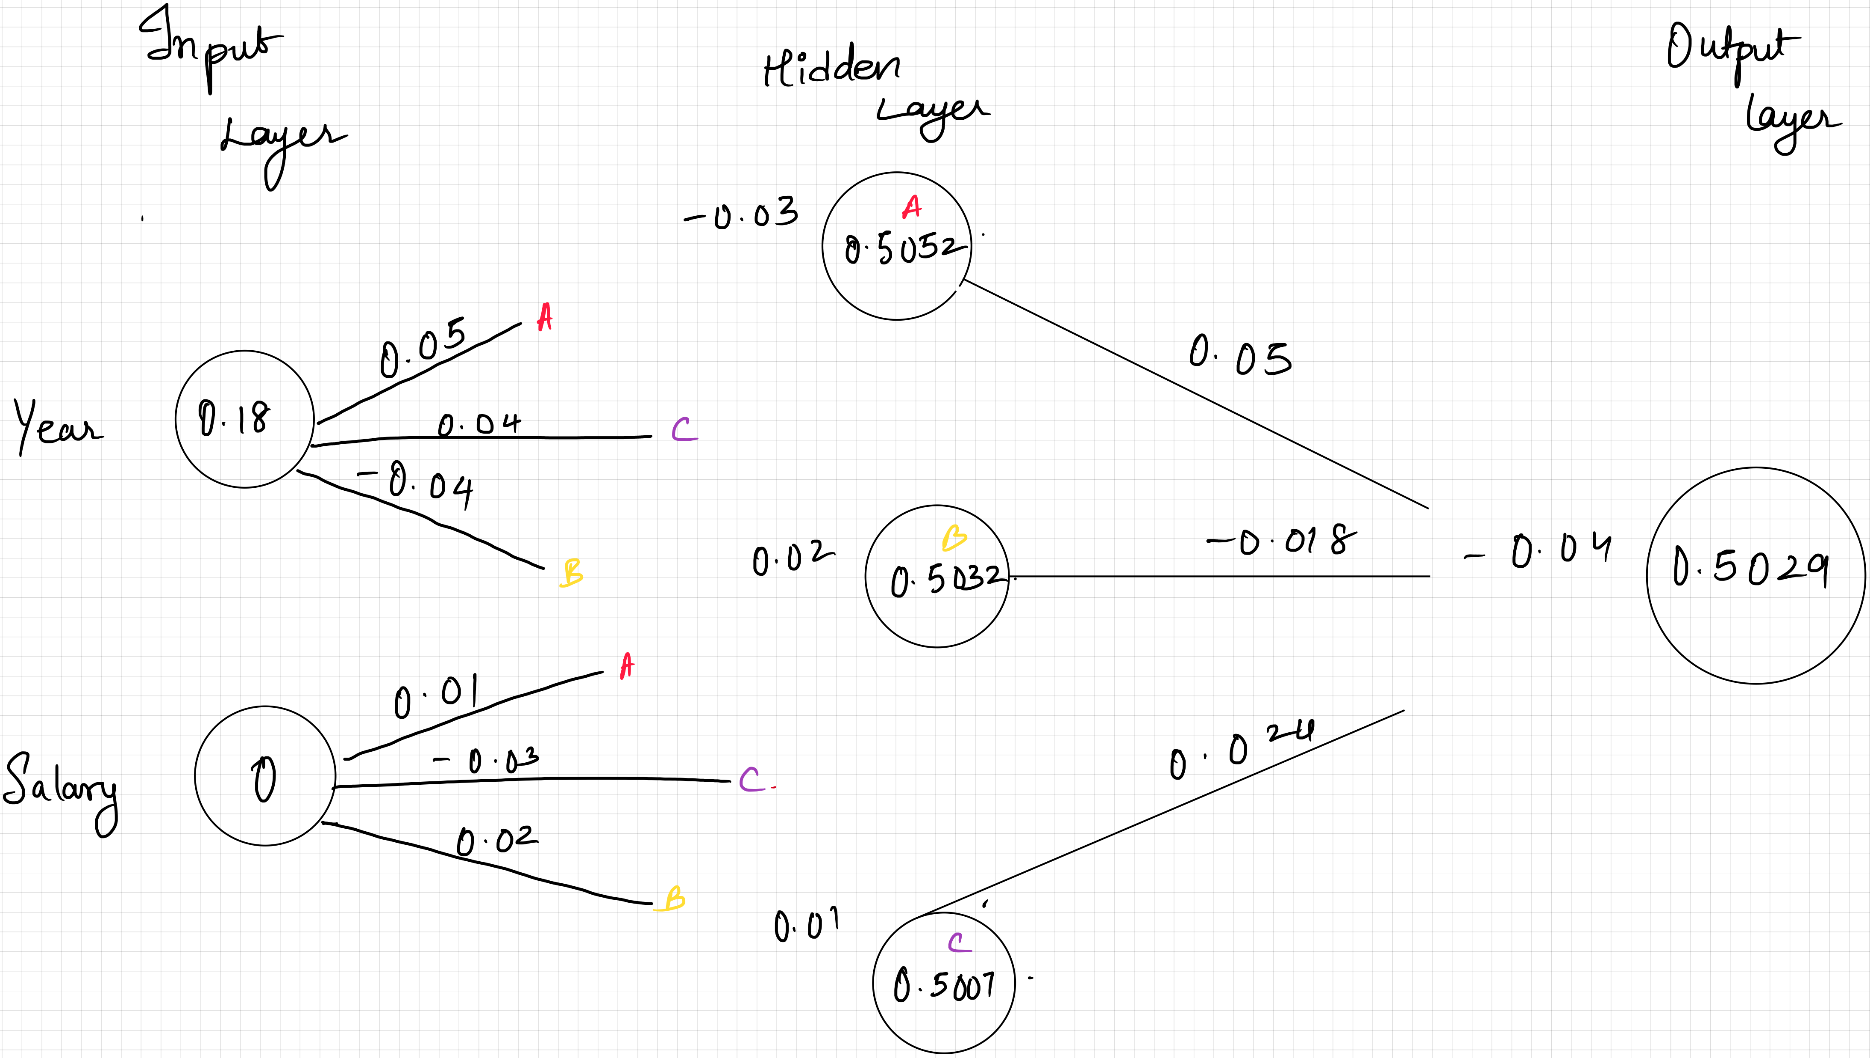 Input
Layer
Hidden
Layer
Output
Layer
-0.03
A
0.5052
0.05
A
0.05
Year
0.18
0.04
C
-0.04
B
0.02
B
0.5032
-0.018
-0.04
0.5029
0.01
A
Salary
0
-0.03
C.
0.02
B
0.024
0.01
C
0.5007